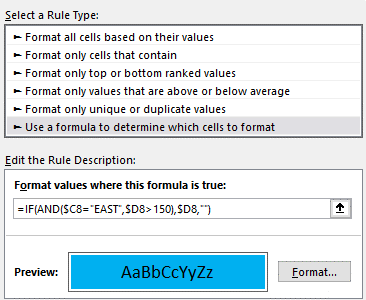 Select a Rule Type:
► Format all cells based on their values
► Format only cells that contain
► Format only top or bottom ranked values
► Format only values that are above or below average
► Format only unique or duplicate values
► Use a formula to determine which cells to format
Edit the Rule Description:
Format values where this formula is true:
=IF(AND($C8="EAST",$D8>150),$D8,"")
Preview: AaBbCcYyZz Format...